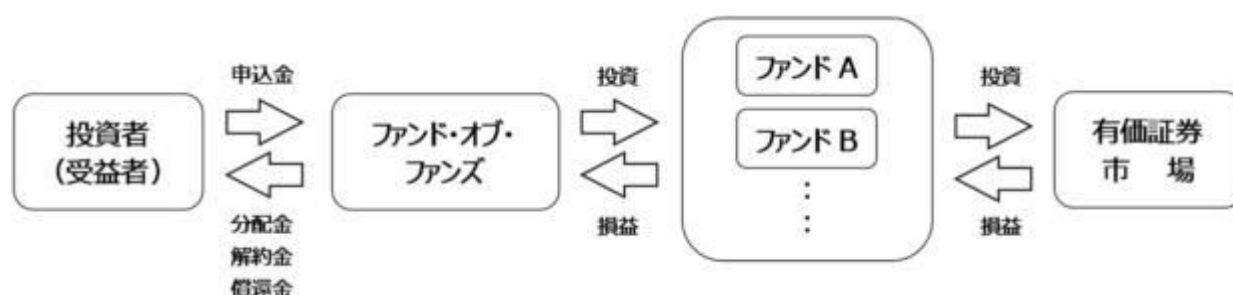 申込金
投資者
(受益者)
分配金
解約金
償還金
ファンド・オブ・
ファンズ
投資
損益
ファンド A
ファンド B
:
:
投資
損益
有価証券
市 場